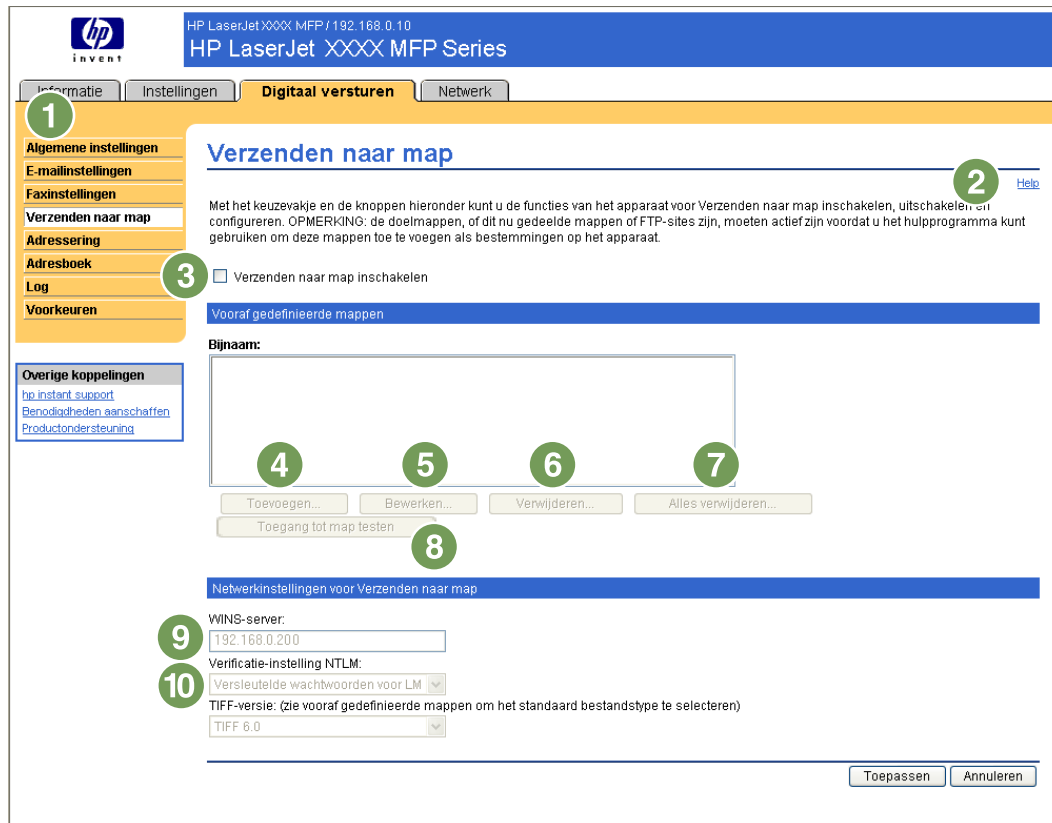 hp
invent
HP LaserJet XXXX MFP / 192.168.0.10
HP LaserJet XXXX MFP Series
Informatie
Instellingen
Digitaal versturen
Netwerk
1
Algemene instellingen
E-mailinstellingen
Faxinstellingen
Verzenden naar map
Adressering
Adresboek
Log
Voorkeuren
Overige koppelingen
hp instant support
Benodigdheden aanschaffen
Productondersteuning
Verzenden naar map
2
Help
Met het keuzevakje en de knoppen hieronder kunt u de functies van het apparaat voor Verzenden naar map inschakelen, uitschakelen en
configureren. OPMERKING: de doelmappen, of dit nu gedeelde mappen of FTP-sites zijn, moeten actief zijn voordat u het hulpprogramma kunt
gebruiken om deze mappen toe te voegen als bestemmingen op het apparaat.
3
Verzenden naar map inschakelen
Vooraf gedefinieerde mappen
Bijnaam:
4
5
6
7
Toevoegen...
Bewerken...
Verwijderen...
Alles verwijderen...
Toegang tot map testen
8
Netwerkinstellingen voor Verzenden naar map
WINS-server:
9
192.168.0.200
Verificatie-instelling NTLM:
10
Versleutelde wachtwoorden voor LM
TIFF-versie: (zie vooraf gedefinieerde mappen om het standaard bestandstype te selecteren)
TIFF 6.0
Toepassen
Annuleren